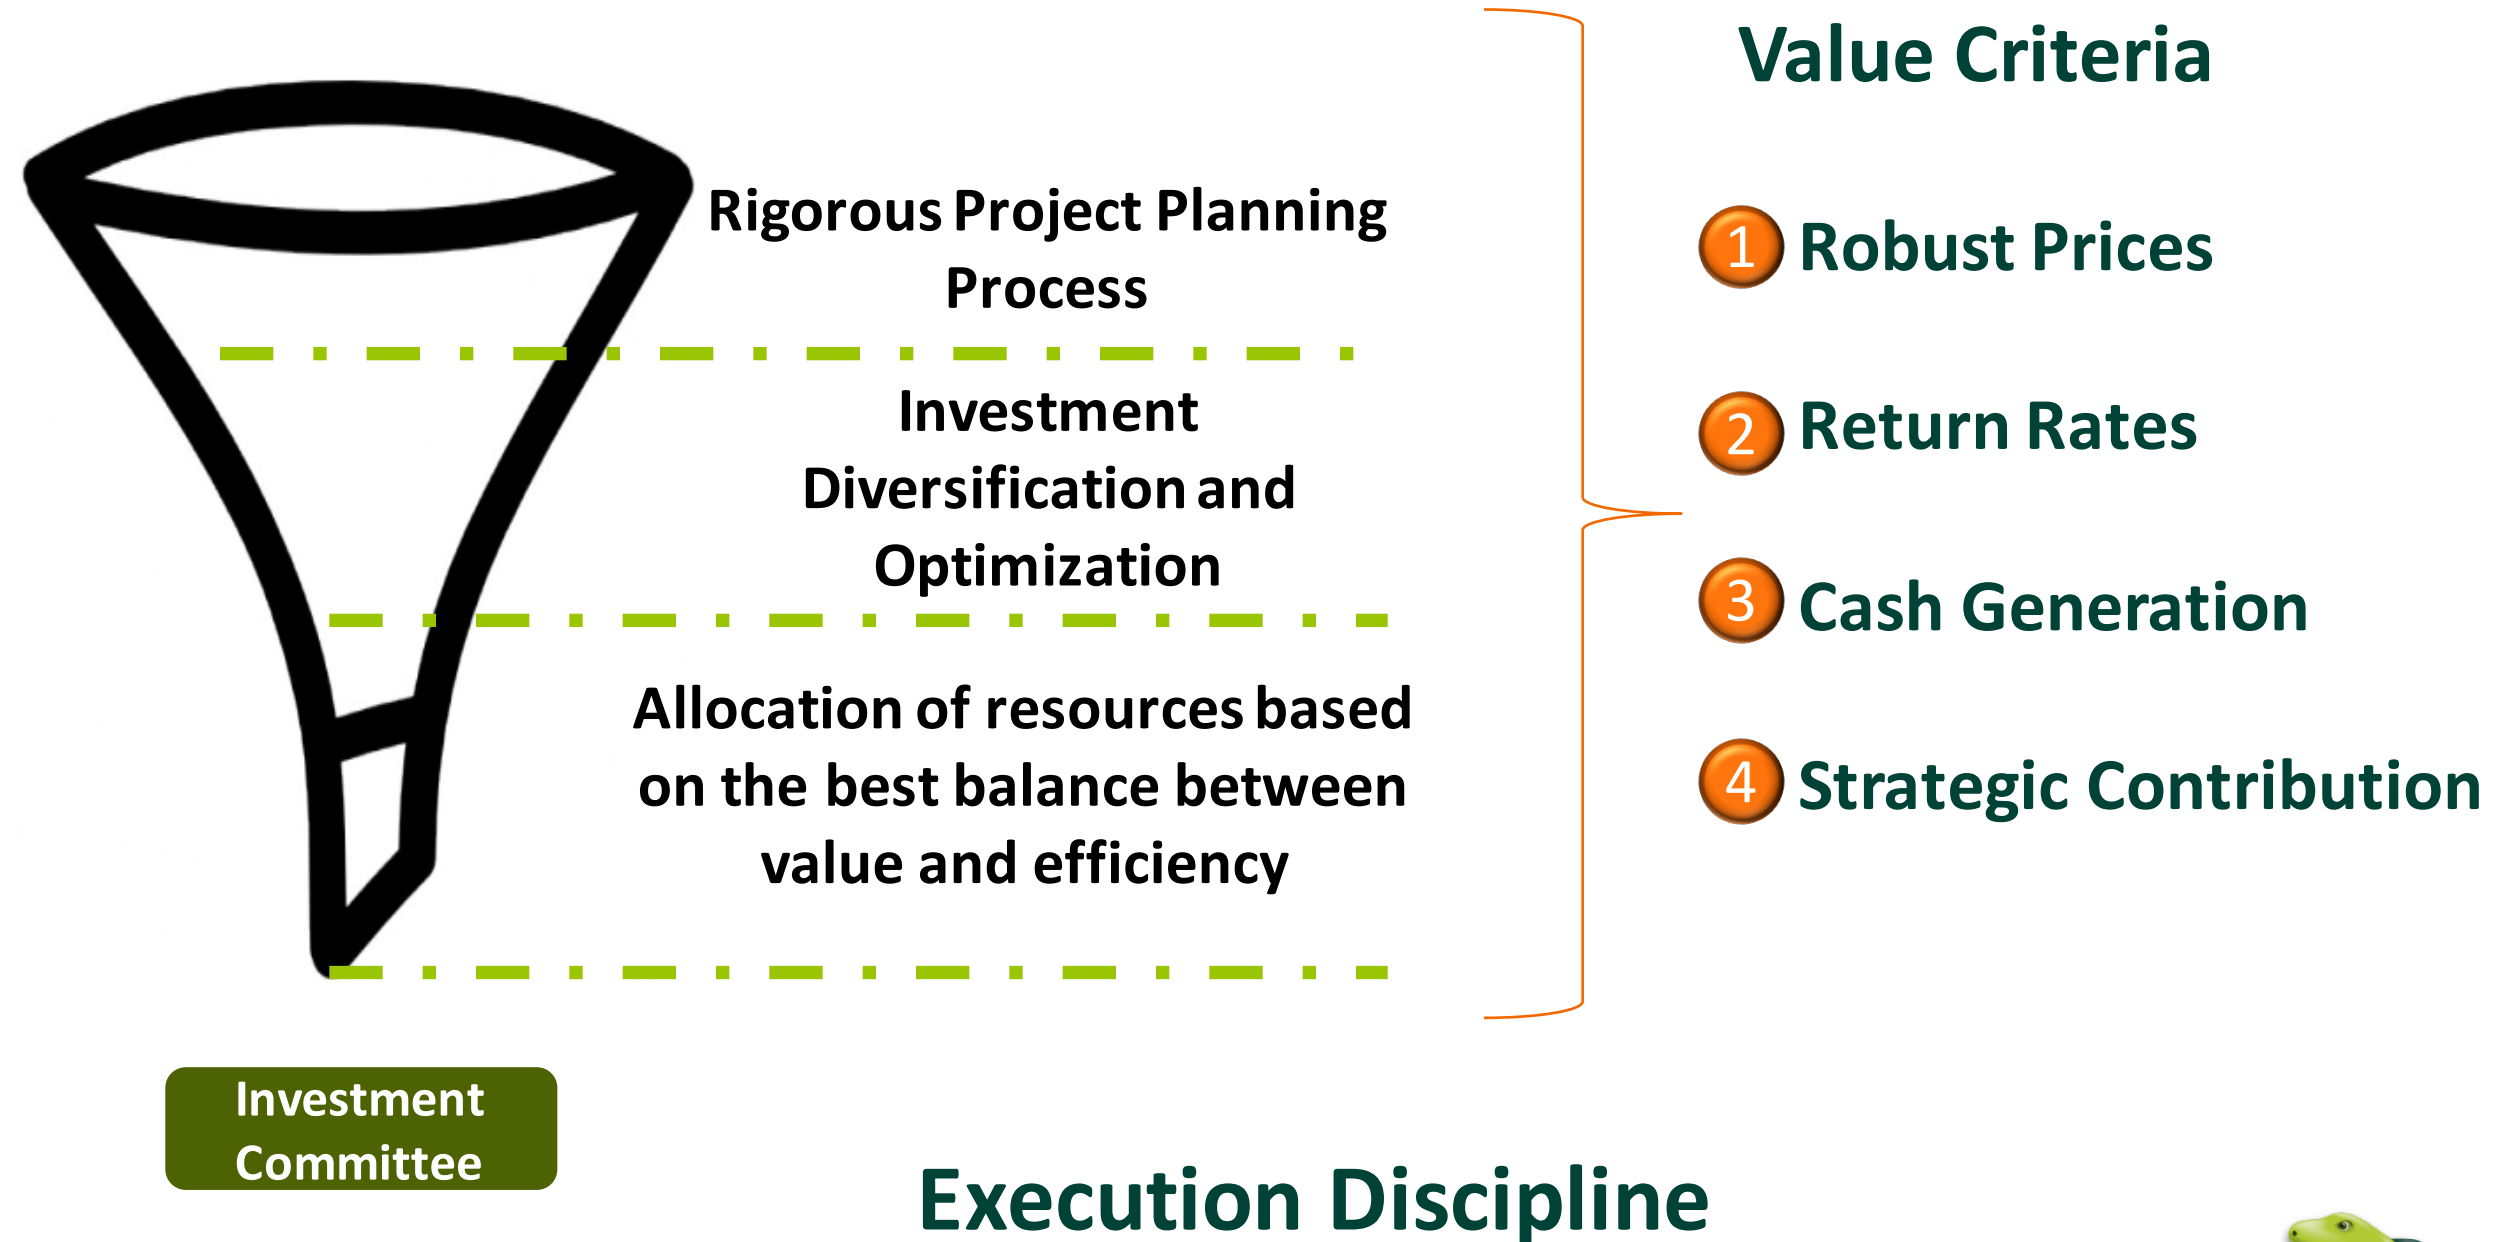 Rigorous Project Planning
Process
Investment
Diversification and
Optimization
Allocation of resources based
on the best balance between
value and efficiency
Value Criteria
1 Robust Prices
2 Return Rates
3 Cash Generation
4 Strategic Contribution
Investment
Committee
Execution Discipline